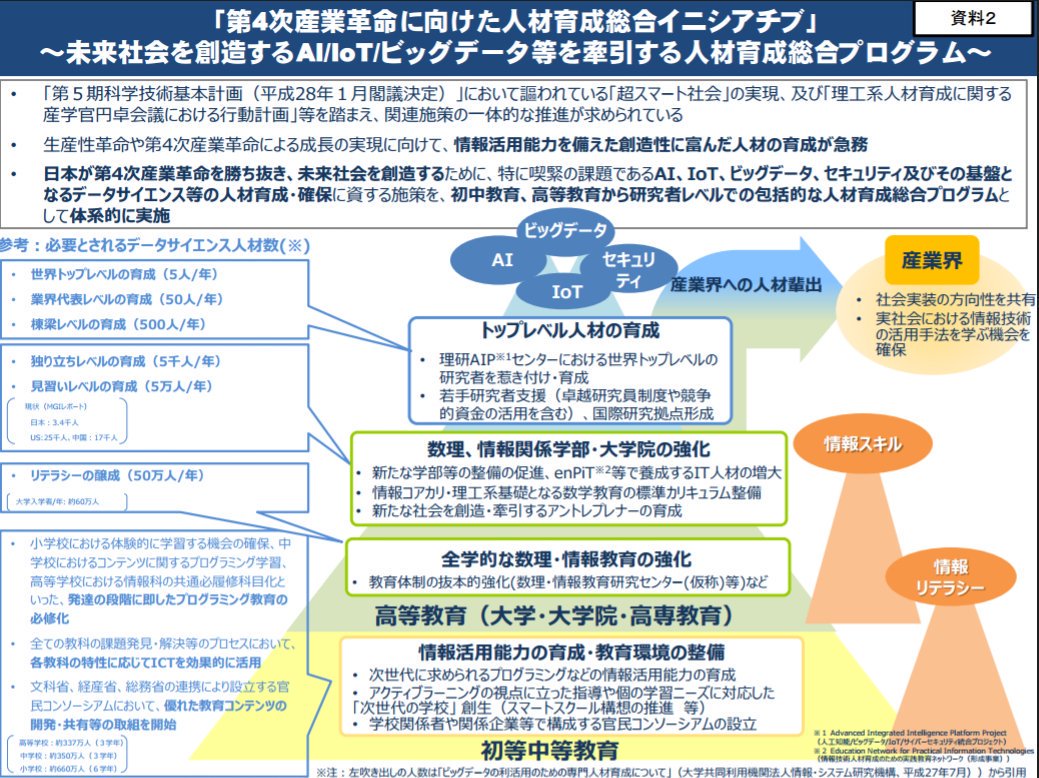 「第4次産業革命に向けた人材育成総合イニシアチブ」
～未来社会を創造するAI/IoT/ビッグデータ等を牽引する人材育成総合プログラム～
資料2
• 「第５期科学技術基本計画（平成28年１月閣議決定）」において謳われている「超スマート社会」の実現、及び「理工系人材育成に関する
産学官円卓会議における行動計画」等を踏まえ、関連施策の一体的な推進が求められている
• 生産性革命や第4次産業革命による成長の実現に向けて、情報活用能力を備えた創造性に富んだ人材の育成が急務
• 日本が第4次産業革命を勝ち抜き、未来社会を創造するために、特に喫緊の課題であるAI、IoT、ビッグデータ、セキュリティ及びその基盤と
なるデータサイエンス等の人材育成・確保に資する施策を、初中教育、高等教育から研究者レベルでの包括的な人材育成総合プログラムと
して体系的に実施
参考：必要とされるデータサイエンス人材数(※)
• 世界トップレベルの育成（5人/年）
• 業界代表レベルの育成（50人/年）
• 棟梁レベルの育成（500人/年）
• 独り立ちレベルの育成（5千人/年）
• 見習いレベルの育成（5万人/年）
現状（MGIレポート）
日本：3.4千人
US：25千人、中国：17千人
• リテラシーの醸成（50万人/年）
大学入学者/年：約60万人
• 小学校における体験的に学習する機会の確保、中
学校におけるコンテンツに関するプログラミング学習、
高等学校における情報科の共通必履修科目化と
いった、発達の段階に即したプログラミング教育の
必修化
• 全ての教科の課題発見・解決等のプロセスにおいて、
各教科の特性に応じてICTを効果的に活用
• 文科省、経産省、総務省の連携により設立する官
民コンソーシアムにおいて、優れた教育コンテンツの
開発・共有等の取組を開始
高等学校：約337万人（３学年）
中学校：約350万人（３学年）
小学校：約660万人（６学年）
ビッグデータ
AI
セキュリ
ティ
IoT
トップレベル人材の育成
• 理研AIP※1センターにおける世界トップレベルの
研究者を惹き付け・育成
• 若手研究者支援（卓越研究員制度や競争
的資金の活用を含む）、国際研究拠点形成
数理、情報関係学部・大学院の強化
• 新たな学部等の整備の促進、enPiT※2等で養成するIT人材の増大
• 情報コアカリ・理工系基礎となる数学教育の標準カリキュラム整備
• 新たな社会を創造・牽引するアントレプレナーの育成
全学的な数理・情報教育の強化
• 教育体制の抜本的強化(数理・情報教育研究センター(仮称)等)など
高等教育（大学・大学院・高専教育）
情報活用能力の育成・教育環境の整備
• 次世代に求められるプログラミングなどの情報活用能力の育成
• アクティブラーニングの視点に立った指導や個の学習ニーズに対応した
「次世代の学校」創生（スマートスクール構想の推進 等）
• 学校関係者や関係企業等で構成する官民コンソーシアムの設立
初等中等教育
産業界への人材輩出
産業界
• 社会実装の方向性を共有
• 実社会における情報技術
の活用手法を学ぶ機会を
確保
情報スキル
情報
リテラシー
※１ Advanced Integrated Intelligence Platform Project
（人工知能/ビッグデータ/IoT/サイバーセキュリティ統合プロジェクト）
※２ Education Network for Practical Information Technologies
（情報技術人材育成のための実践教育ネットワーク（形成事業））
※注：左吹き出しの人数は「ビッグデータの利活用のための専門人材育成について」（大学共同利用機関法人情報・システム研究機構、平成27年7月））から引用